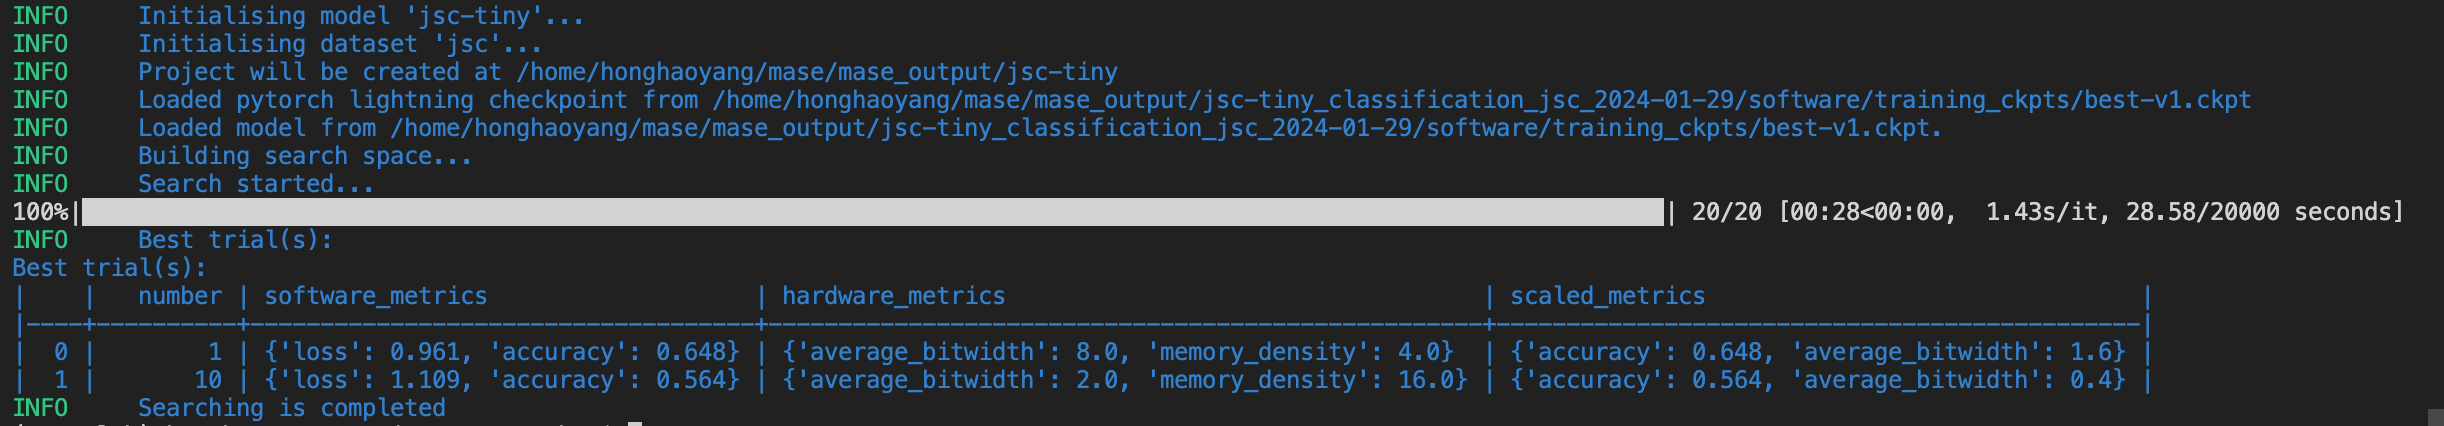 INFO     Initialising model 'jsc-tiny'...
INFO     Initialising dataset 'jsc'...
INFO     Project will be created at /home/honghaoyang/mase/mase_output/jsc-tiny
INFO     Loaded pytorch lightning checkpoint from /home/honghaoyang/mase/mase_output/jsc-tiny_classification_jsc_2024-01-29/software/training_ckpts/best-v1.ckpt
INFO     Loaded model from /home/honghaoyang/mase/mase_output/jsc-tiny_classification_jsc_2024-01-29/software/training_ckpts/best-v1.ckpt.
INFO     Building search space...
INFO     Search started...
100%|| 20/20 [00:28<00:00,  1.43s/it, 28.58/20000 seconds]
INFO     Best trial(s):
Best trial(s):
|    |   number | software_metrics                   | hardware_metrics                                  | scaled_metrics                               |
|----+----------+------------------------------------+---------------------------------------------------+----------------------------------------------|
|  0 |        1 | {'loss': 0.961, 'accuracy': 0.648} | {'average_bitwidth': 8.0, 'memory_density': 4.0}  | {'accuracy': 0.648, 'average_bitwidth': 1.6} |
|  1 |       10 | {'loss': 1.109, 'accuracy': 0.564} | {'average_bitwidth': 2.0, 'memory_density': 16.0} | {'accuracy': 0.564, 'average_bitwidth': 0.4} |
INFO     Searching is completed